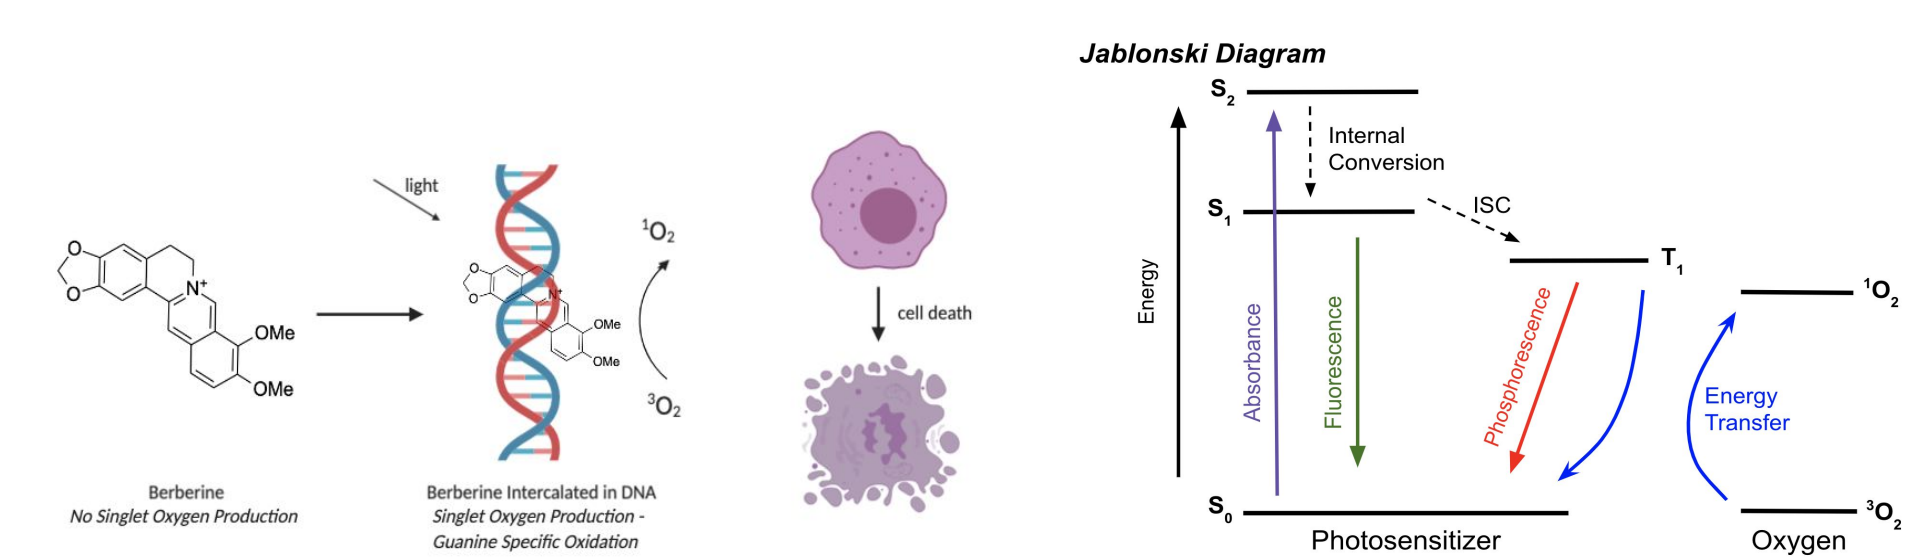 light
O
O
N+
OMe
OMe
Berberine
No Singlet Oxygen Production
O
O
N+
OMe
OMe
Berberine Intercalated in DNA
Singlet Oxygen Production -
Guanine Specific Oxidation
¹O₂
³O₂
cell death
Jablonski Diagram
Energy
S₂
Internal
Conversion
S₁
ISC
T₁
Absorbance
Fluorescence
Phosphorescence
S₀
Photosensitizer
¹O₂
Energy
Transfer
³O₂
Oxygen